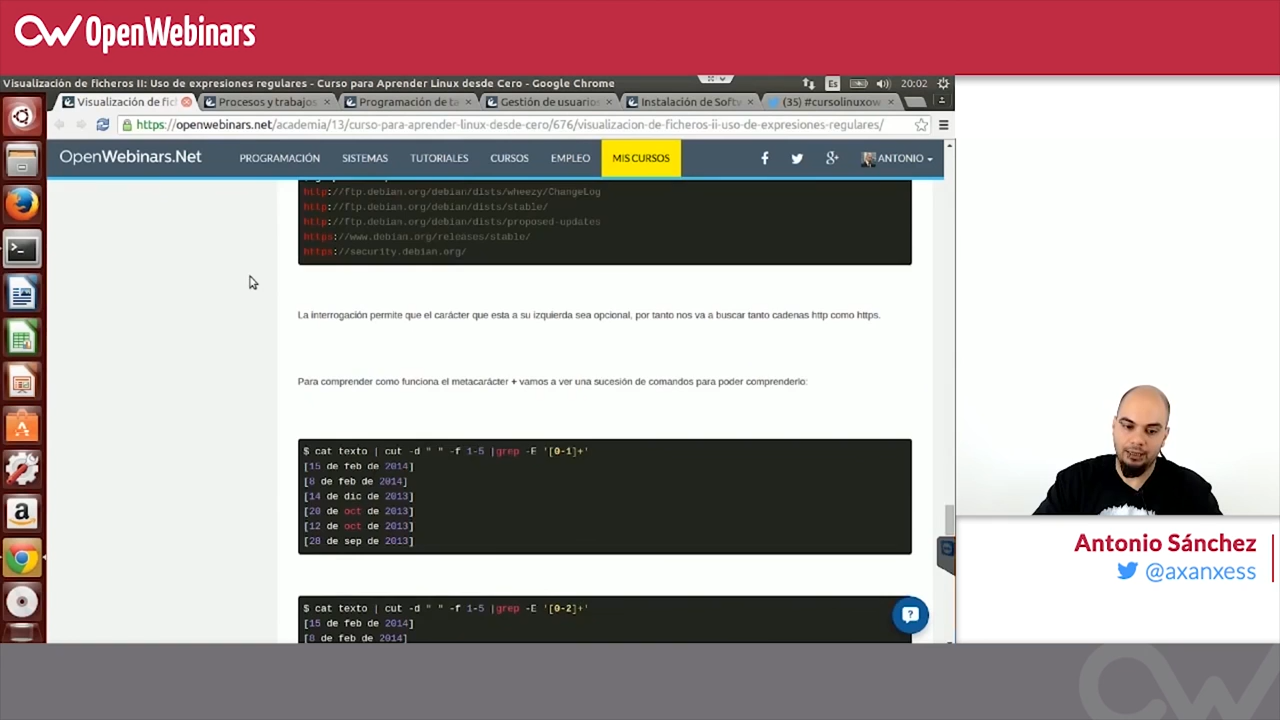 OpenWebinars
Visualización de ficheros II: Uso de expresiones regulares - Curso para Aprender Linux desde Cero - Google Chrome
Es
20:02
Visualización de fich
Procesos y trabajos
Programación de ta
Gestión de usuarios
Instalación de Softw
(35) #cursolinuxow
https://openwebinars.net/academia/13/curso-para-aprender-linux-desde-cero/676/visualizacion-de-ficheros-ii-uso-de-expresiones-regulares/
OpenWebinars.Net
PROGRAMACIÓN
SISTEMAS
TUTORIALES
CURSOS
EMPLEO
MIS CURSOS
ANTONIO
http://ftp.debian.org/debian/dists/wheezy/ChangeLog
http://ftp.debian.org/debian/dists/stable/
http://ftp.debian.org/debian/dists/proposed-updates
https://www.debian.org/releases/stable/
https://security.debian.org/
La interrogación permite que el carácter que esta a su izquierda sea opcional, por tanto nos va a buscar tanto cadenas http como https.
Para comprender como funciona el metacarácter + vamos a ver una sucesión de comandos para poder comprenderlo:
$ cat texto | cut -d " " -f 1-5 |grep -E '[0-1]+'
[15 de feb de 2014]
[8 de feb de 2014]
[14 de dic de 2013]
[20 de oct de 2013]
[12 de oct de 2013]
[28 de sep de 2013]
$ cat texto | cut -d " " -f 1-5 |grep -E '[0-2]+'
[15 de feb de 2014]
[8 de feb de 2014]
Antonio Sánchez
@axanxess